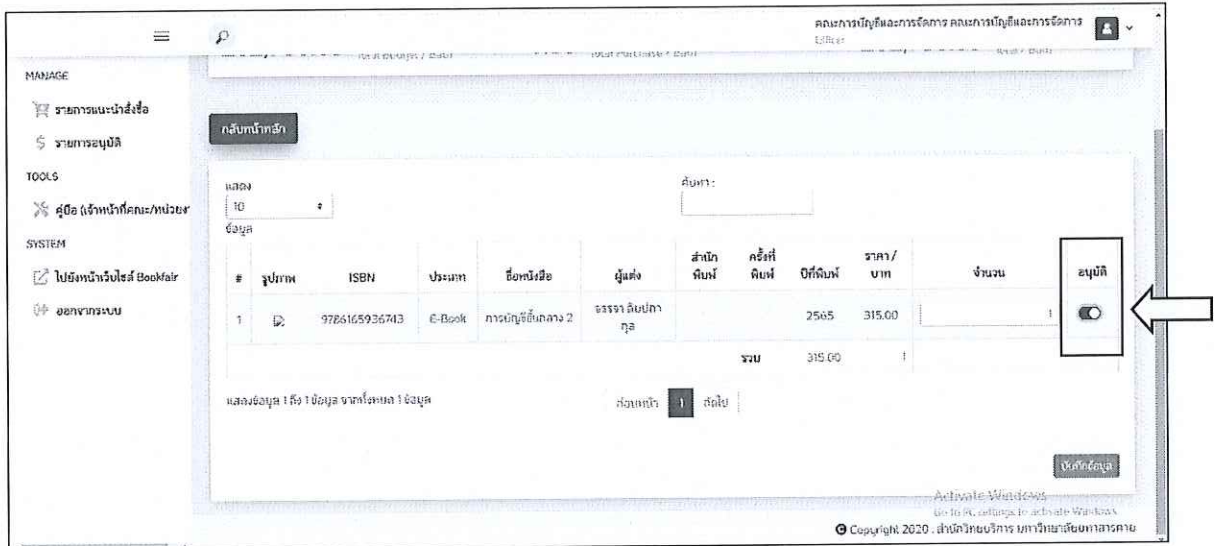 คณะการบัญชีและการจัดการ คณะการบัญชีและการจัดการ
Officer
MANAGE
รายการแนะนำสั่งซื้อ
รายการอนุมัติ
TOOLS
คู่มือ (เจ้าหน้าที่คณะ/หน่วยงา
SYSTEM
ไปยังหน้าเว็บไซต์ Bookfair
ออกจากระบบ
กลับหน้าหลัก
แสดง
10
ข้อมูล
ค้นหา :
# รูปภาพ ISBN ประเภท ชื่อหนังสือ ผู้แต่ง สำนักพิมพ์ ครั้งที่พิมพ์ ปีที่พิมพ์ ราคา / บาท จำนวน อนุมัติ
1 9786165936743 E-Book การบัญชีชั้นกลาง 2 2565 315.00 1
รวม 315.00 1
แสดงข้อมูล 1 ถึง 1 ข้อมูล จากทั้งหมด 1 ข้อมูล
ก่อนหน้า 1 ถัดไป
บันทึกข้อมูล
Activate Windows
Go to PC settings to activate Windows.
Copyright 2020 . สำนักวิทยบริการ มหาวิทยาลัยมหาสารคาม